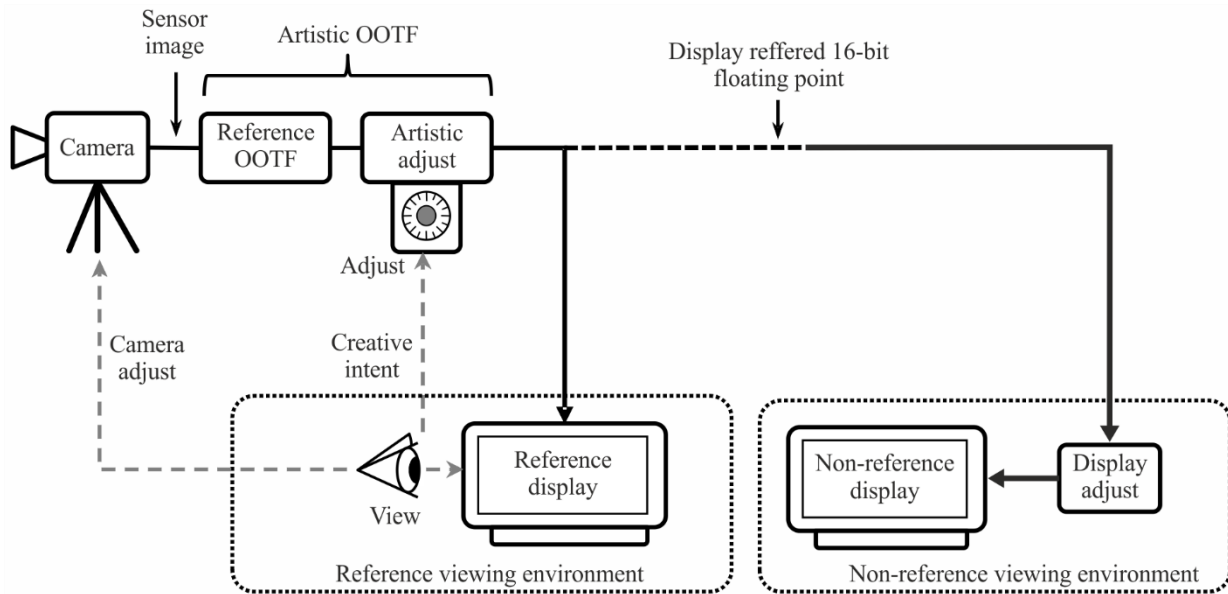 Sensor
image
Artistic OOTF
Display reffered 16-bit
floating point
Camera
Reference
OOTF
Artistic
adjust
Adjust
Camera
adjust
Creative
intent
View
Reference
display
Non-reference
display
Display
adjust
Reference viewing environment
Non-reference viewing environment